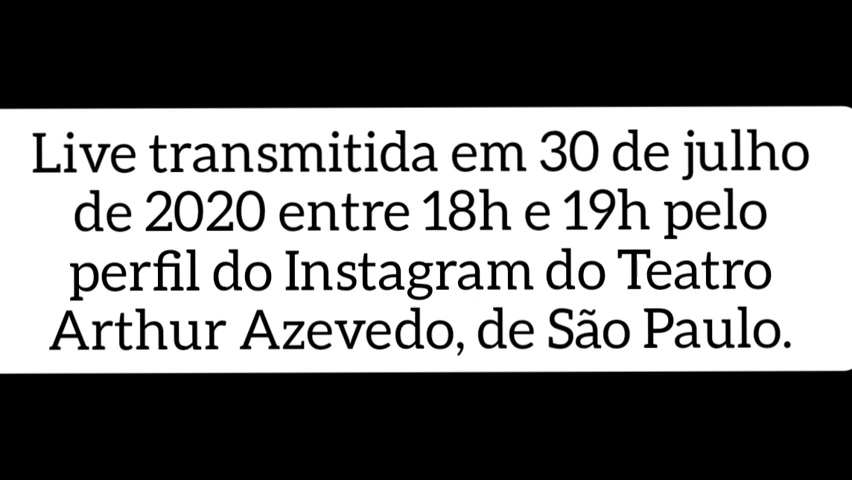 Live transmitida em 30 de julho
de 2020 entre 18h e 19h pelo
perfil do Instagram do Teatro
Arthur Azevedo, de São Paulo.